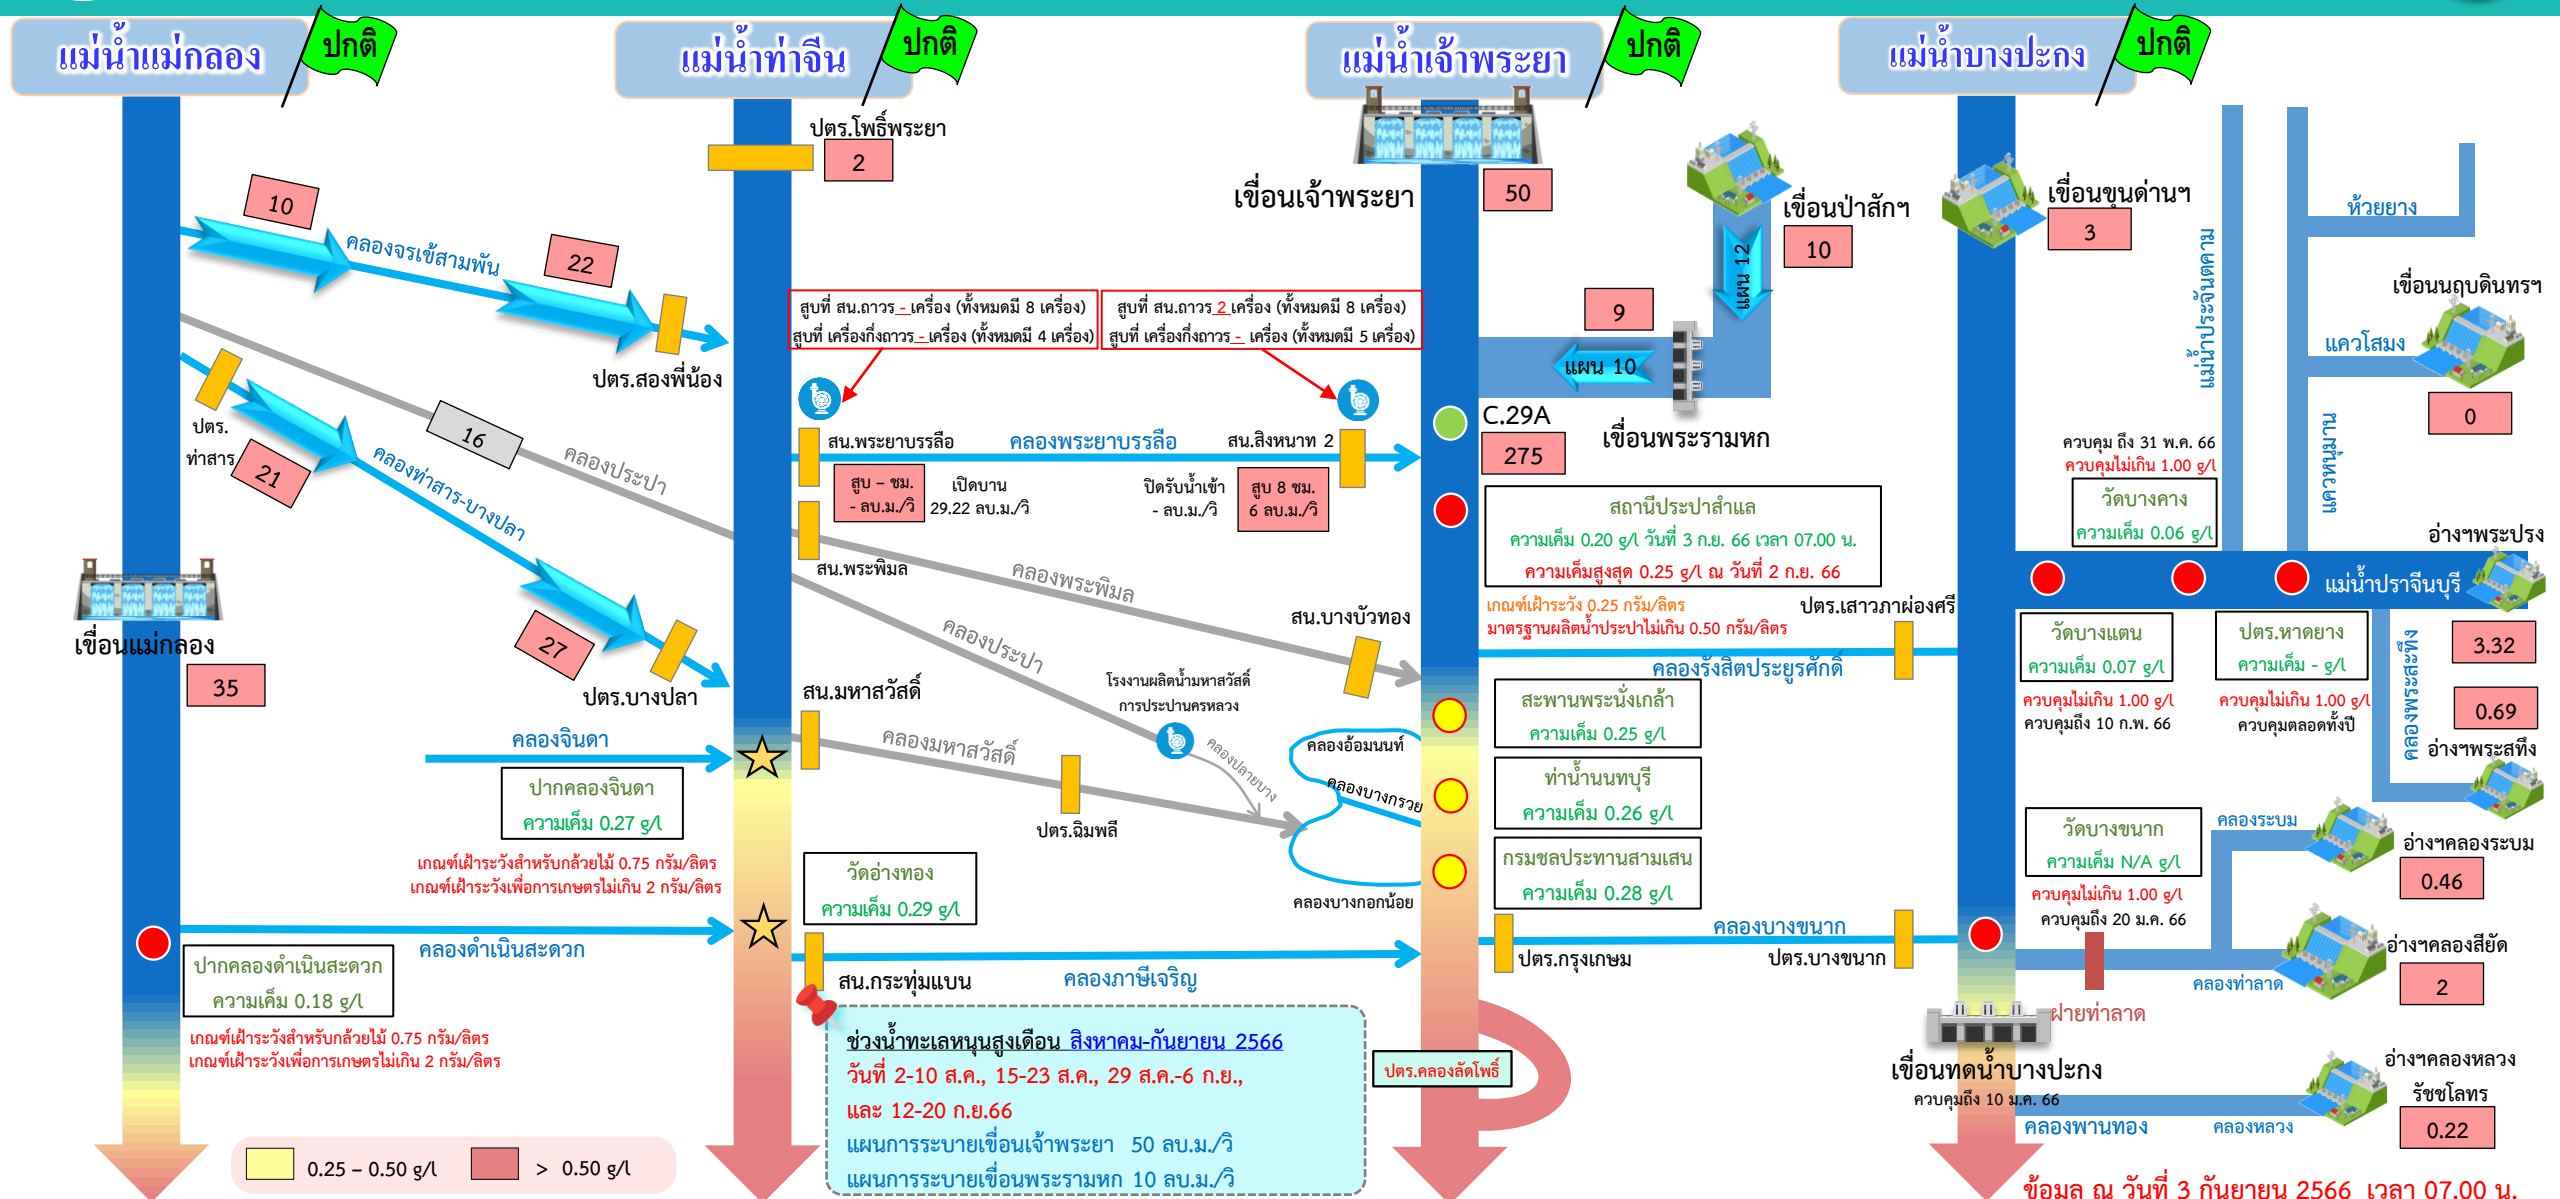 แม่น้ำแม่กลอง
ปกติ
แม่น้ำท่าจีน
ปกติ
แม่น้ำเจ้าพระยา
ปกติ
แม่น้ำบางปะกง
ปกติ
ปตร.โพธิ์พระยา
2
เขื่อนเจ้าพระยา
50
เขื่อนป่าสักฯ
10
แผน 12
9
แผน 10
เขื่อนพระรามหก
เขื่อนขุนด่านฯ
3
แม่น้ำประจันตคาม
ห้วยยาง
เขื่อนนฤบดินทรฯ
แควโสมง
0
แควหนุมาน
10
คลองจรเข้สามพัน
22
ปตร.สองพี่น้อง
ปตร.
ท่าสาร
21
16
คลองประปา
คลองท่าสาร-บางปลา
27
ปตร.บางปลา
เขื่อนแม่กลอง
35
สูบที่ สน.ถาวร - เครื่อง (ทั้งหมดมี 8 เครื่อง)
สูบที่ เครื่องกึ่งถาวร - เครื่อง (ทั้งหมดมี 4 เครื่อง)
สูบที่ สน.ถาวร 2 เครื่อง (ทั้งหมดมี 8 เครื่อง)
สูบที่ เครื่องกึ่งถาวร - เครื่อง (ทั้งหมดมี 5 เครื่อง)
สน.พระยาบรรลือ
คลองพระยาบรรลือ
สน.สิงหนาท 2
สูบ – ชม.
- ลบ.ม./วิ
เปิดบาน
29.22 ลบ.ม./วิ
ปิดรับน้ำเข้า
- ลบ.ม./วิ
สูบ 8 ชม.
6 ลบ.ม./วิ
C.29A
275
สน.พระพิมล
คลองพระพิมล
สน.บางบัวทอง
คลองประปา
สถานีประปาสำแล
ความเค็ม 0.20 g/l วันที่ 3 ก.ย. 66 เวลา 07.00 น.
ความเค็มสูงสุด 0.25 g/l ณ วันที่ 2 ก.ย. 66
เกณฑ์เฝ้าระวัง 0.25 กรัม/ลิตร
มาตรฐานผลิตน้ำประปาไม่เกิน 0.50 กรัม/ลิตร
ปตร.เสาวภาผ่องศรี
คลองรังสิตประยูรศักดิ์
ควบคุม ถึง 31 พ.ค. 66
ควบคุมไม่เกิน 1.00 g/l
วัดบางคาง
ความเค็ม 0.06 g/l
อ่างฯพระปรง
แม่น้ำปราจีนบุรี
3.32
วัดบางแตน
ความเค็ม 0.07 g/l
ควบคุมไม่เกิน 1.00 g/l
ควบคุมถึง 10 ก.พ. 66
ปตร.หาดยาง
ความเค็ม - g/l
ควบคุมไม่เกิน 1.00 g/l
ควบคุมตลอดทั้งปี
คลองพระสะทึง
0.69
อ่างฯพระสทึง
คลองจินดา
ปากคลองจินดา
ความเค็ม 0.27 g/l
เกณฑ์เฝ้าระวังสำหรับกล้วยไม้ 0.75 กรัม/ลิตร
เกณฑ์เฝ้าระวังเพื่อการเกษตรไม่เกิน 2 กรัม/ลิตร
สน.มหาสวัสดิ์
คลองมหาสวัสดิ์
ปตร.ฉิมพลี
โรงงานผลิตน้ำมหาสวัสดิ์
การประปานครหลวง
คลองปลายบาง
คลองอ้อมนนท์
คลองบางกรวย
คลองบางกอกน้อย
สะพานพระนั่งเกล้า
ความเค็ม 0.25 g/l
ท่าน้ำนนทบุรี
ความเค็ม 0.26 g/l
กรมชลประทานสามเสน
ความเค็ม 0.28 g/l
วัดบางขนาก
ความเค็ม N/A g/l
ควบคุมไม่เกิน 1.00 g/l
ควบคุมถึง 20 ม.ค. 66
คลองระบม
อ่างฯคลองระบม
0.46
อ่างฯคลองสียัด
2
คลองท่าลาด
ฝายท่าลาด
วัดอ่างทอง
ความเค็ม 0.29 g/l
คลองดำเนินสะดวก
ปากคลองดำเนินสะดวก
ความเค็ม 0.18 g/l
เกณฑ์เฝ้าระวังสำหรับกล้วยไม้ 0.75 กรัม/ลิตร
เกณฑ์เฝ้าระวังเพื่อการเกษตรไม่เกิน 2 กรัม/ลิตร
สน.กระทุ่มแบน
คลองภาษีเจริญ
ปตร.กรุงเกษม
คลองบางขนาก
ปตร.บางขนาก
เขื่อนทดน้ำบางปะกง
ควบคุมถึง 10 ม.ค. 66
คลองพานทอง
คลองหลวง
อ่างฯคลองหลวง
รัชชโลทร
0.22
ปตร.คลองลัดโพธิ์
ช่วงน้ำทะเลหนุนสูงเดือน สิงหาคม-กันยายน 2566
วันที่ 2-10 ส.ค., 15-23 ส.ค., 29 ส.ค.-6 ก.ย.,
และ 12-20 ก.ย.66
แผนการระบายเขื่อนเจ้าพระยา 50 ลบ.ม./วิ
แผนการระบายเขื่อนพระรามหก 10 ลบ.ม./วิ
0.25 – 0.50 g/l
> 0.50 g/l
ข้อมูล ณ วันที่ 3 กันยายน 2566 เวลา 07.00 น.